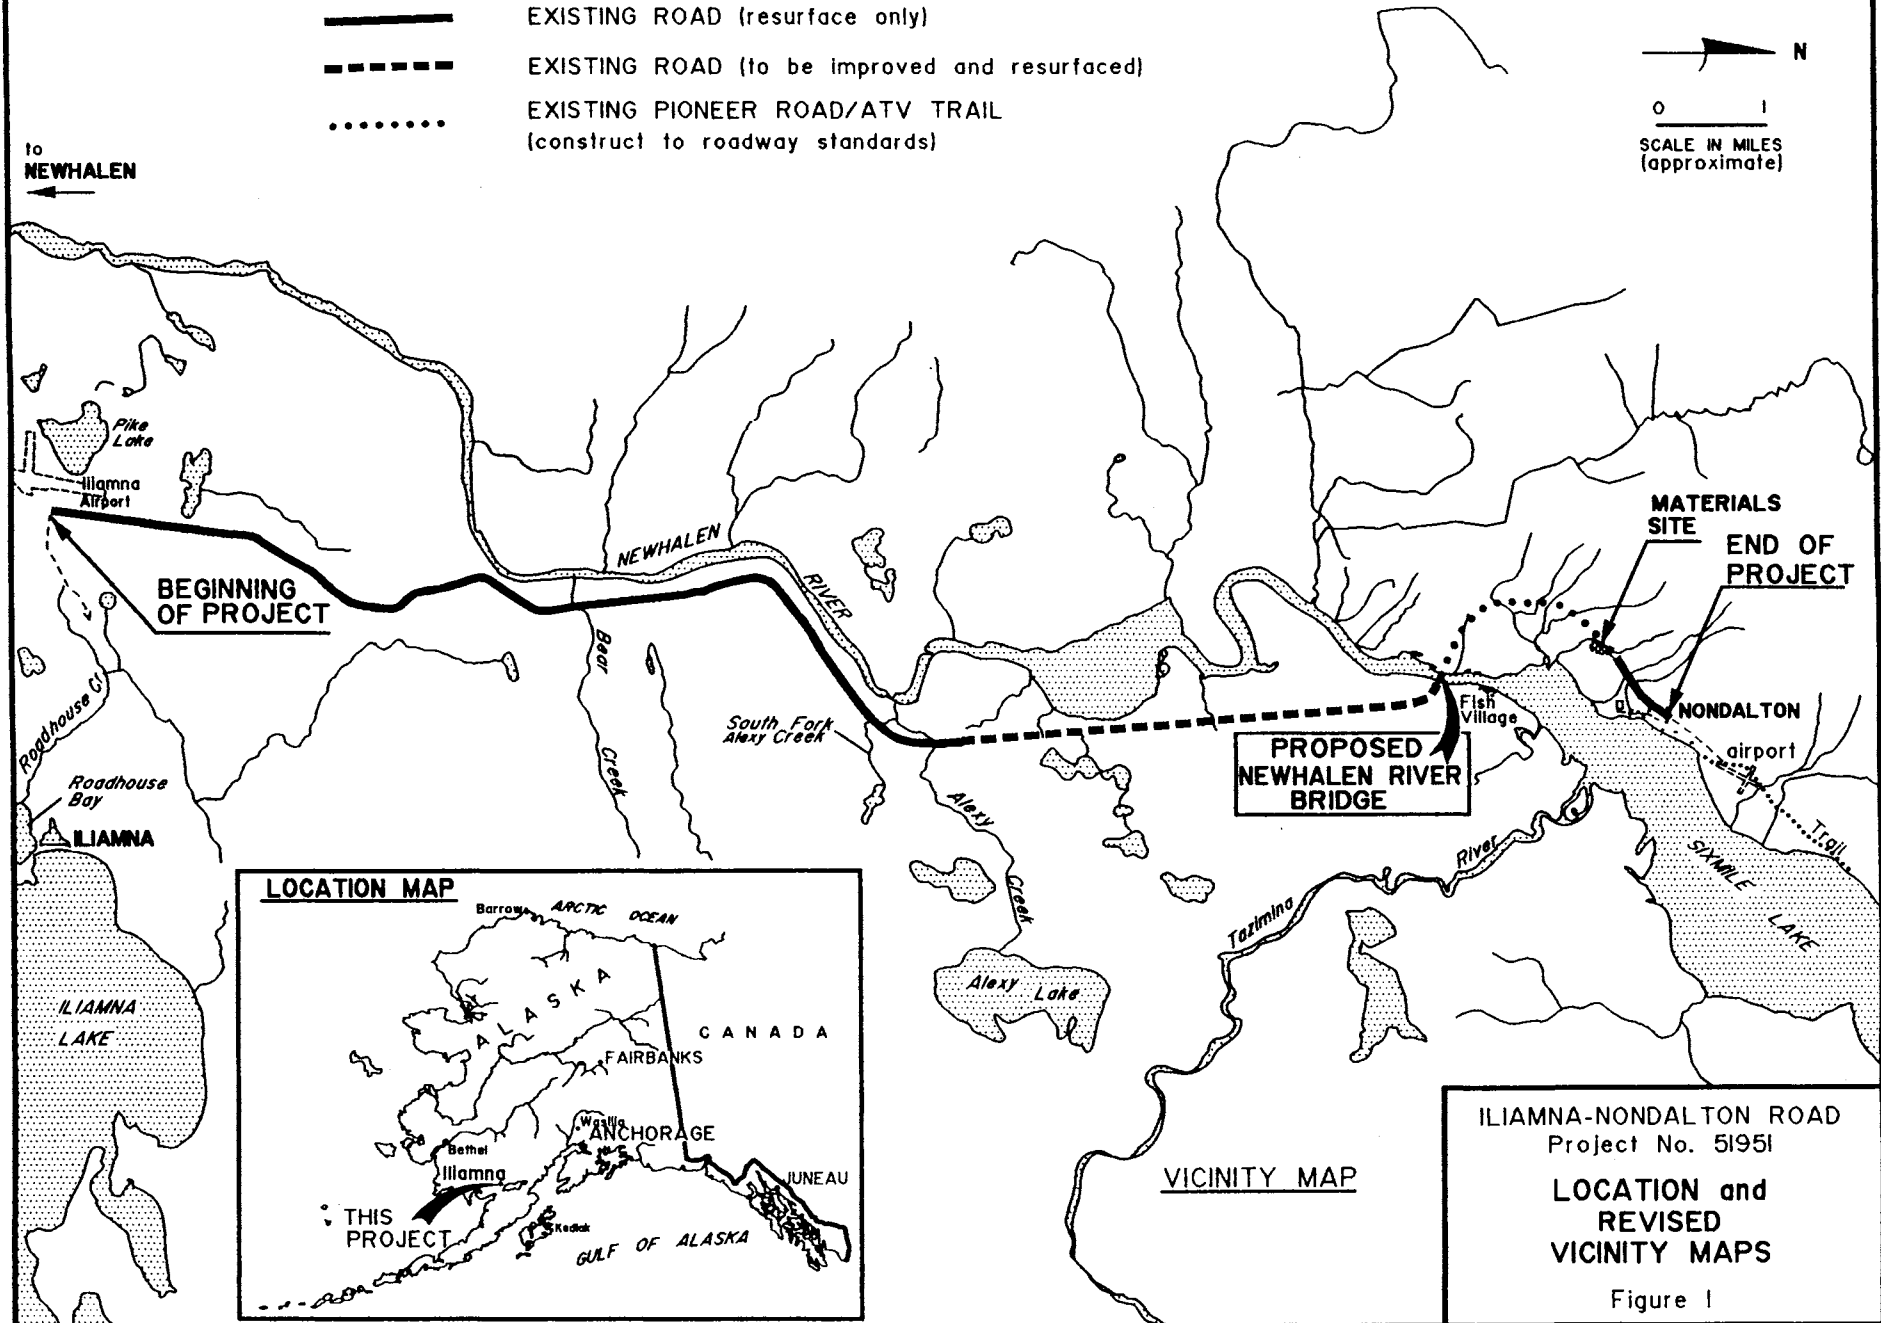 EXISTING ROAD (resurface only)
EXISTING ROAD (to be improved and resurfaced)
EXISTING PIONEER ROAD/ATV TRAIL
(construct to roadway standards)
N
0 1
SCALE IN MILES
(approximate)
to
NEWHALEN
Pike
Lake
Iliamna
Airport
BEGINNING
OF PROJECT
NEWHALEN
RIVER
Bear
Creek
Roadhouse Cr
Roadhouse
Bay
ILIAMNA
ILIAMNA
LAKE
South Fork
Alexy Creek
Alexy
Creek
Alexy Lake
MATERIALS
SITE
END OF
PROJECT
Fish
Village
NONDALTON
airport
Trail
PROPOSED
NEWHALEN RIVER
BRIDGE
SIXMILE
LAKE
Tazimina
River
LOCATION MAP
Barrow
ARCTIC OCEAN
ALASKA
CANADA
FAIRBANKS
Wasilla
ANCHORAGE
Bethel
Iliamna
JUNEAU
THIS
PROJECT
Kodiak
GULF OF ALASKA
VICINITY MAP
ILIAMNA-NONDALTON ROAD
Project No. 51951
LOCATION and
REVISED
VICINITY MAPS
Figure 1